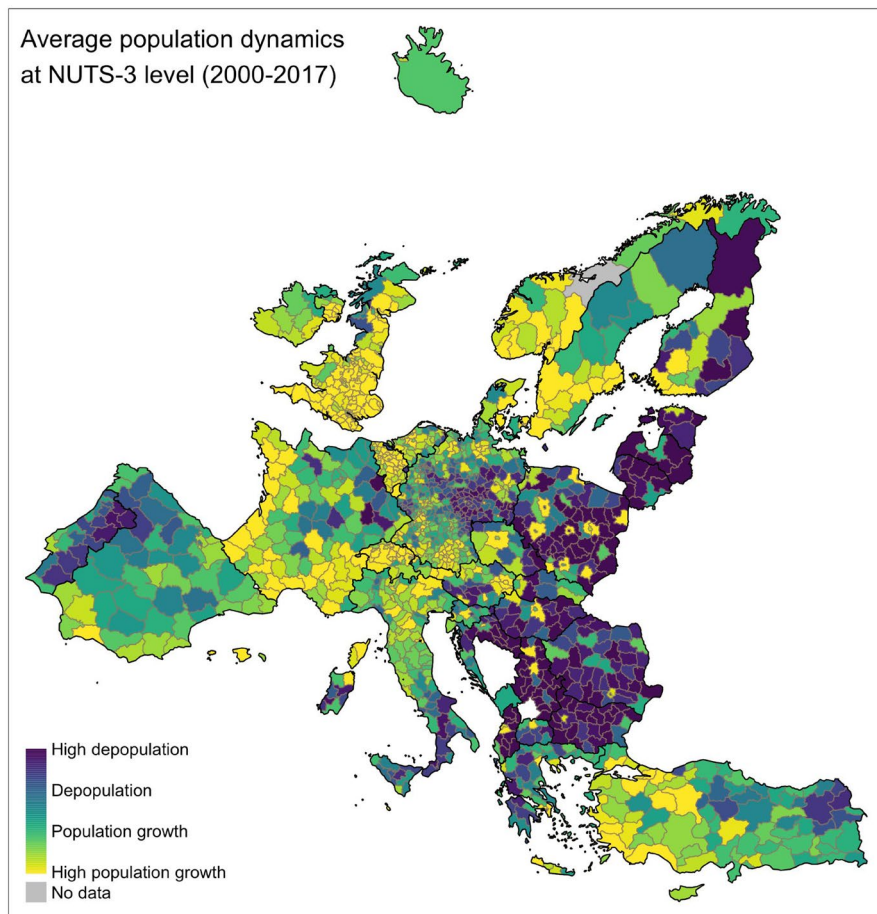 Average population dynamics
at NUTS-3 level (2000-2017)
High depopulation
Depopulation
Population growth
High population growth
No data